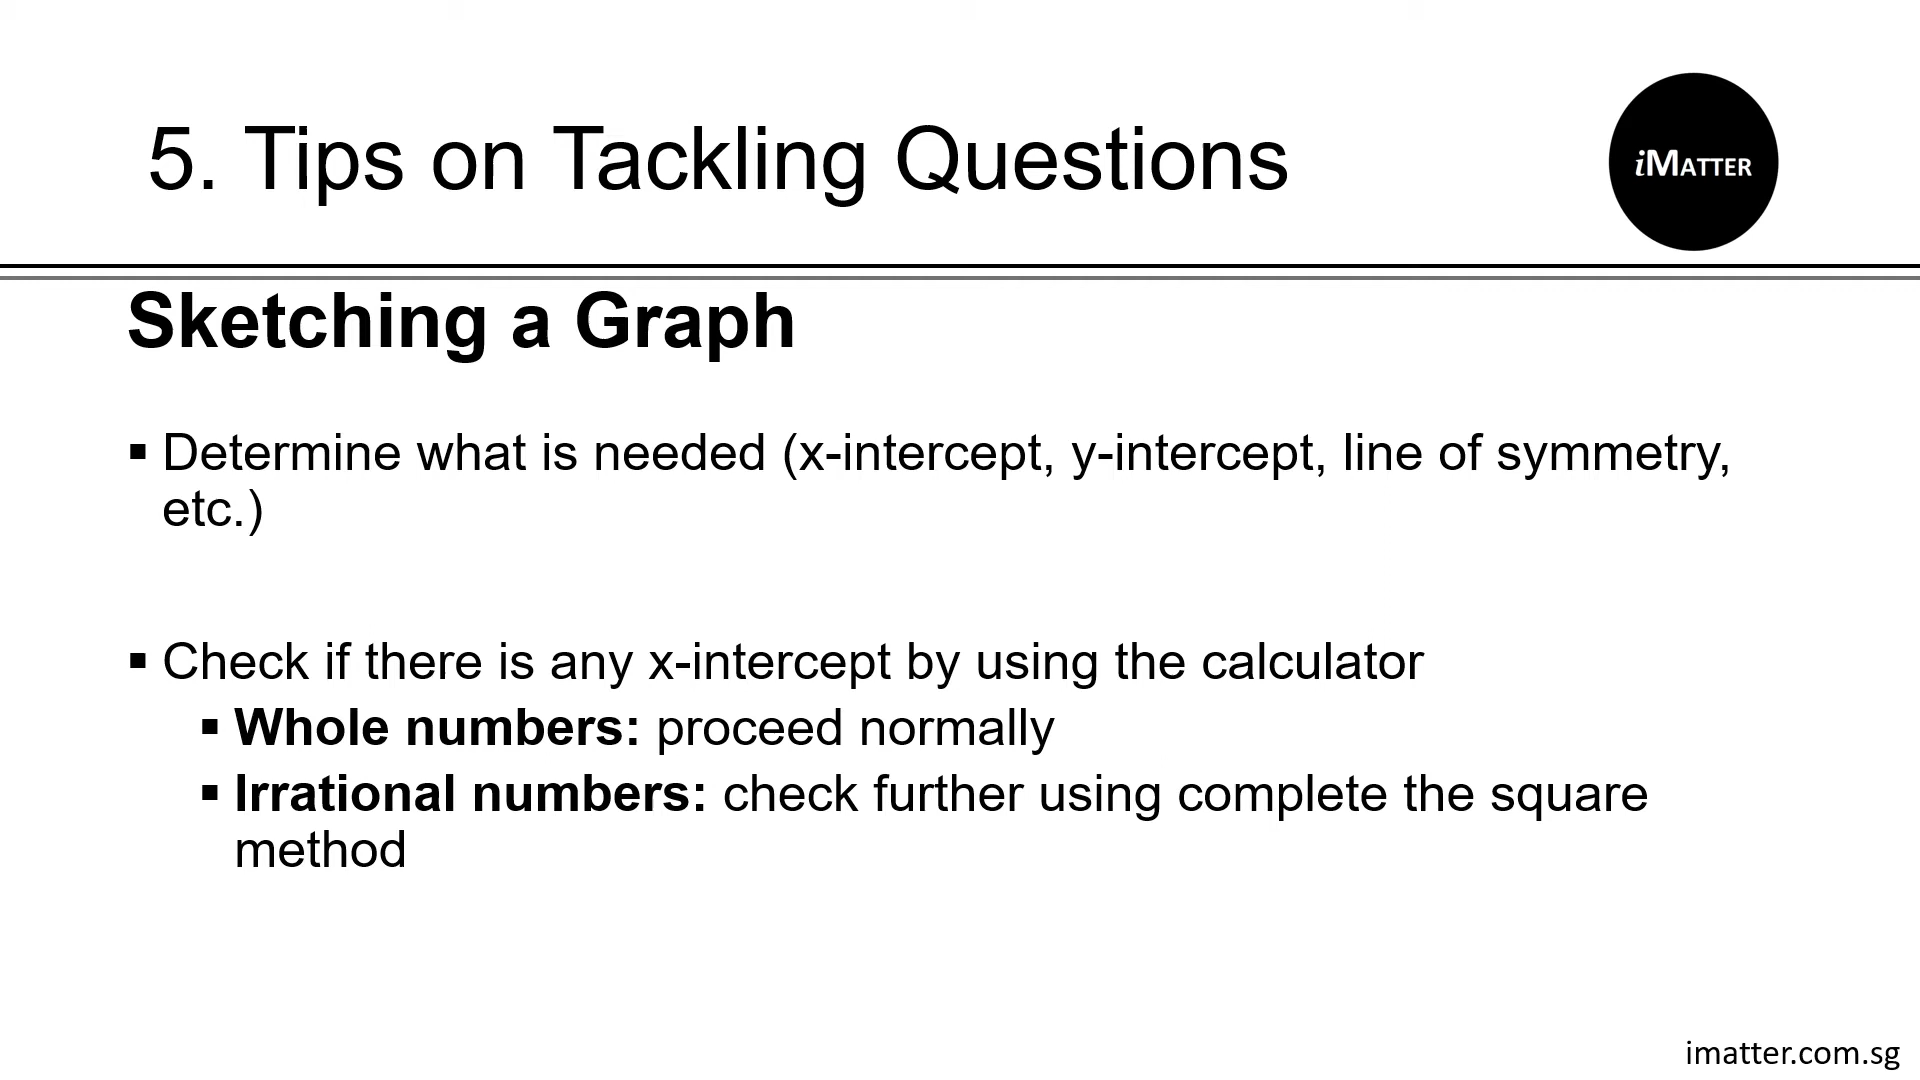 5. Tips on Tackling Questions
iMATTER
Sketching a Graph
▪ Determine what is needed (x-intercept, y-intercept, line of symmetry,
etc.)
▪ Check if there is any x-intercept by using the calculator
▪ Whole numbers: proceed normally
▪ Irrational numbers: check further using complete the square
method
imatter.com.sg